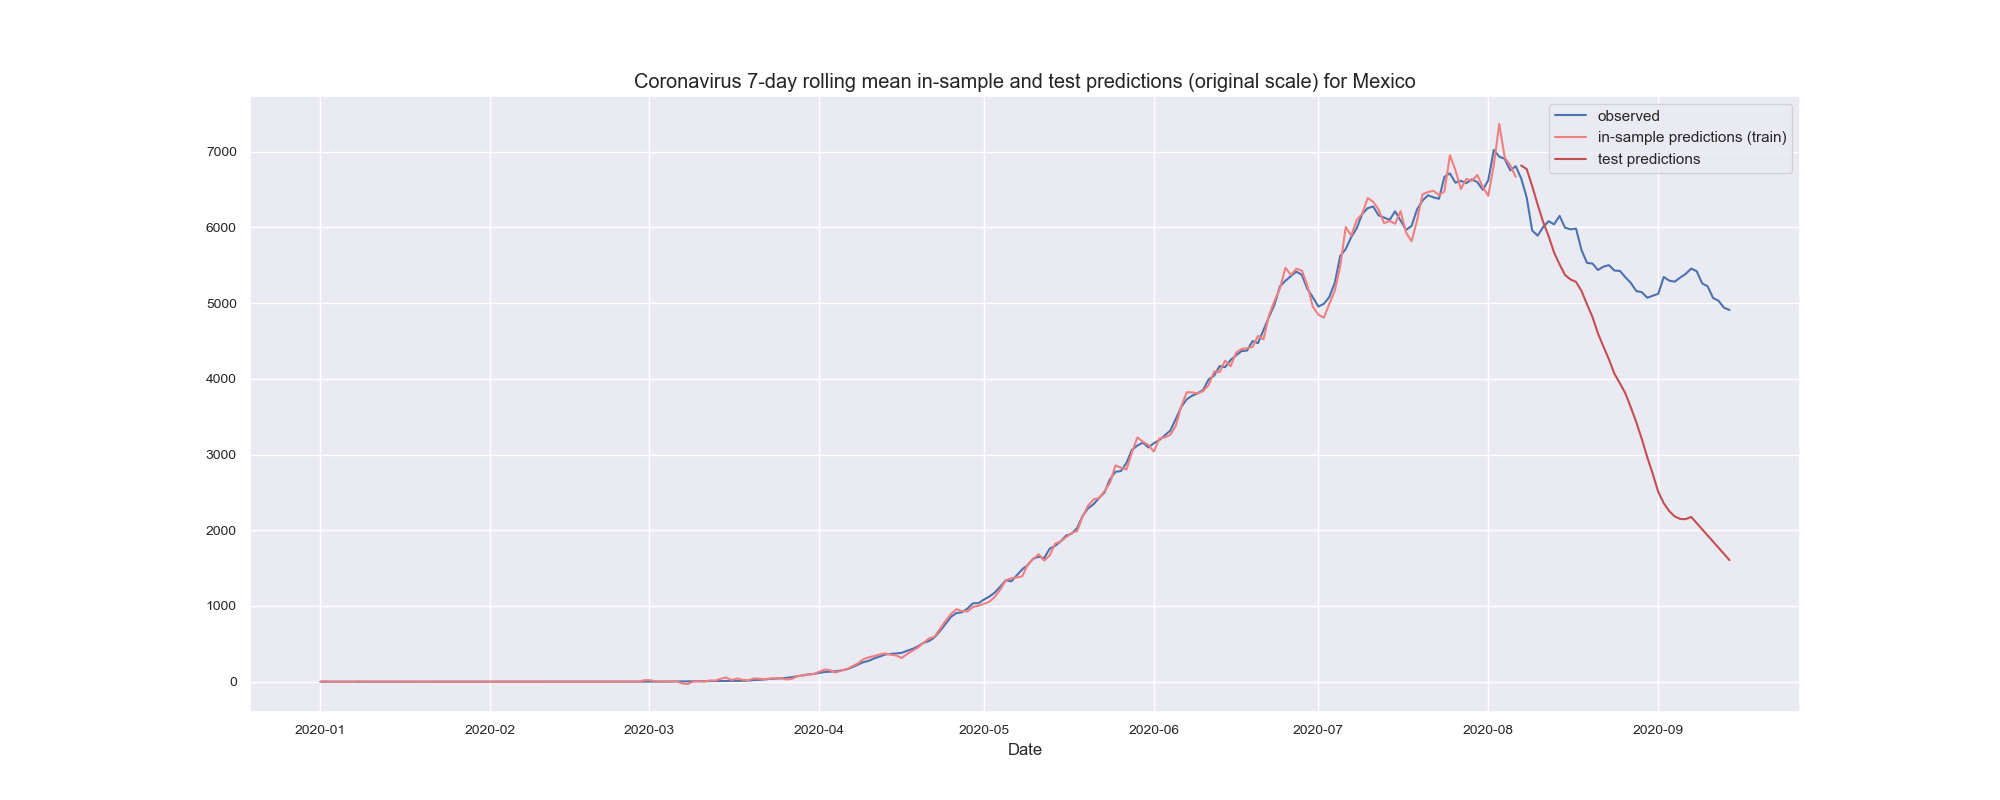 Coronavirus 7-day rolling mean in-sample and test predictions (original scale) for Mexico
observed
in-sample predictions (train)
test predictions
7000
6000
5000
4000
3000
2000
1000
0
2020-01 2020-02 2020-03 2020-04 2020-05 2020-06 2020-07 2020-08 2020-09
Date